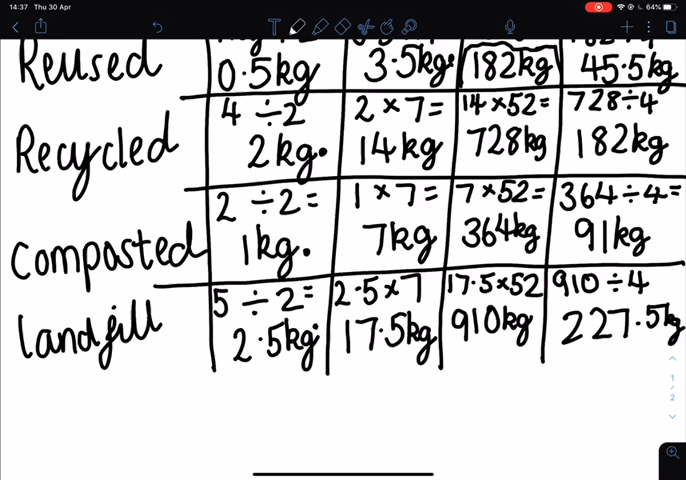 14:37 Thu 30 Apr 64%
T
Reused 0.5kg 3.5kg. 182kg 45.5kg
4 ÷ 2 2 × 7 = 14 × 52 = 728 ÷ 4
Recycled 2kg. 14kg 728kg 182kg
2 ÷ 2 = 1 × 7 = 7 × 52 = 364 ÷ 4 =
Composted 1kg. 7kg 364kg 91kg
5 ÷ 2 = 2.5 × 7 17.5 × 52 910 ÷ 4
landfill 2.5kg. 17.5kg 910kg 227.5kg
1
2